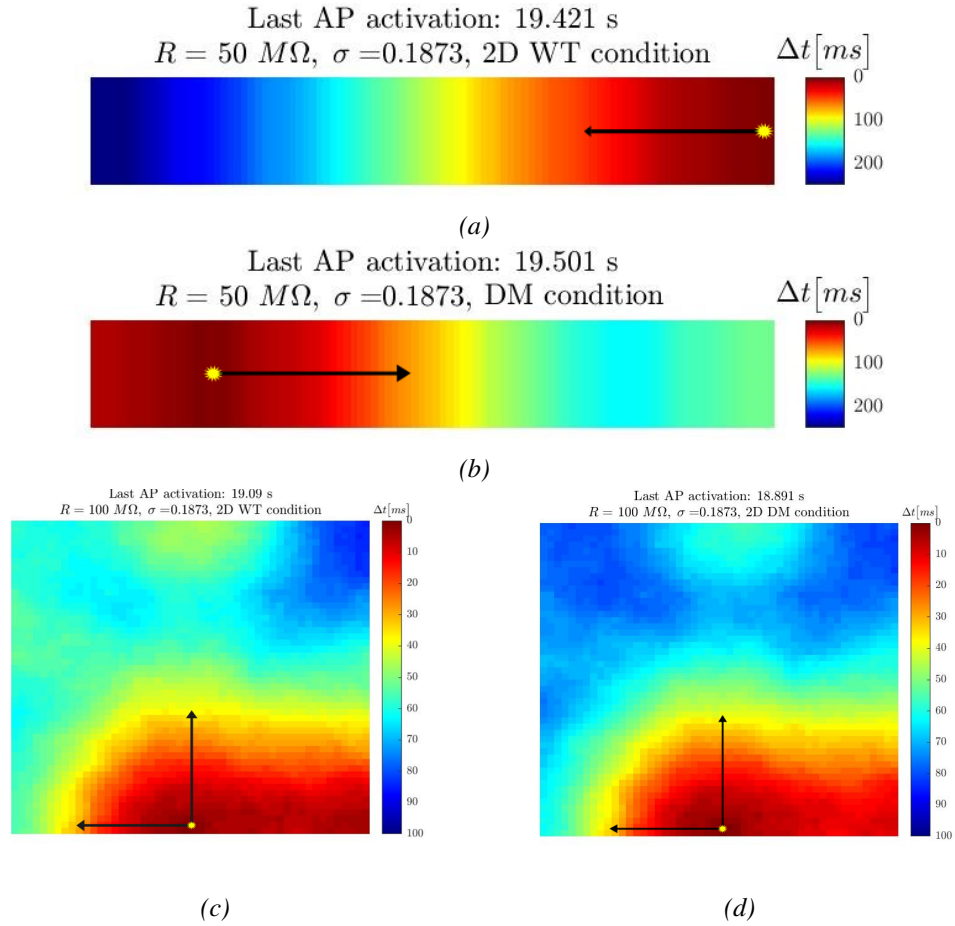 Last AP activation: 19.421 s
R = 50 MΩ, σ =0.1873, 2D WT condition
Δt[ms]
0
100
200
(a)
Last AP activation: 19.501 s
R = 50 MΩ, σ =0.1873, DM condition
Δt[ms]
0
100
200
(b)
Last AP activation: 19.09 s
R = 100 MΩ, σ=0.1873, 2D WT condition
Δt[ms]
0
10
20
30
40
50
60
70
80
90
100
(c)
Last AP activation: 18.891 s
R = 100 MΩ, σ=0.1873, 2D DM condition
Δt[ms]
0
10
20
30
40
50
60
70
80
90
100
(d)